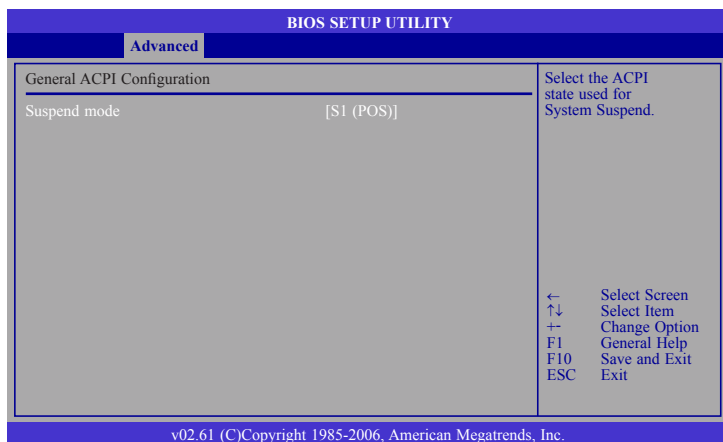 BIOS SETUP UTILITY
Advanced
General ACPI Configuration
Suspend mode [S1 (POS)]
Select the ACPI
state used for
System Suspend.
← Select Screen
↑↓ Select Item
+- Change Option
F1 General Help
F10 Save and Exit
ESC Exit
v02.61 (C)Copyright 1985-2006, American Megatrends, Inc.